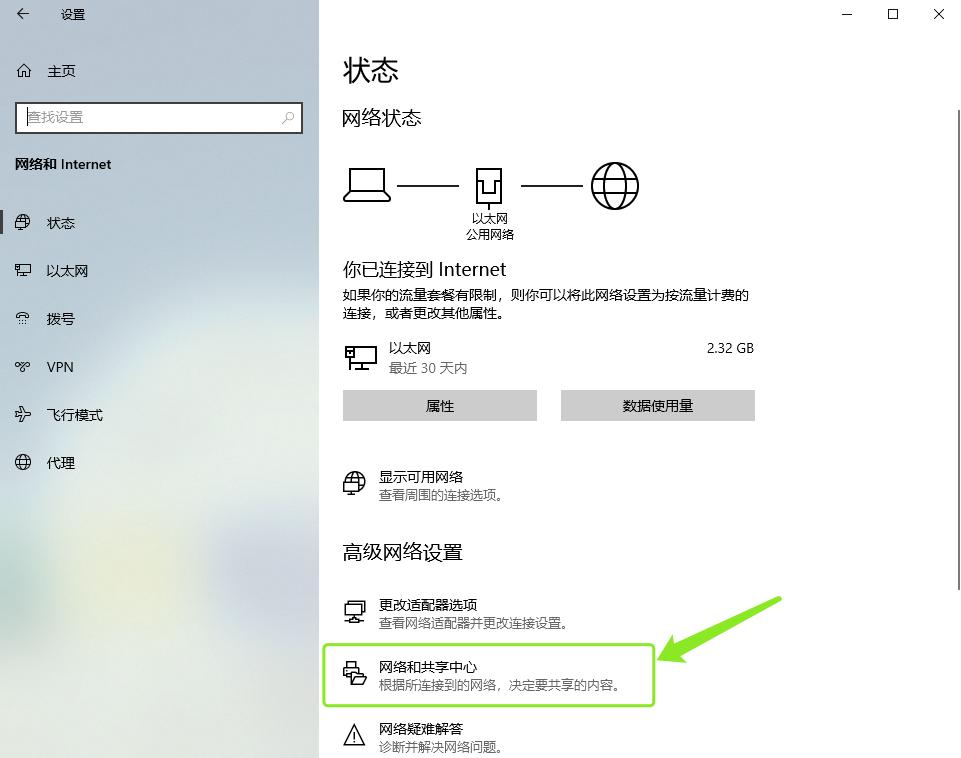 设置
主页
查找设置
网络和 Internet
状态
以太网
拨号
VPN
飞行模式
代理
状态
网络状态
以太网
公用网络
你已连接到 Internet
如果你的流量套餐有限制，则你可以将此网络设置为按流量计费的
连接，或者更改其他属性。
以太网
2.32 GB
最近 30 天内
属性
数据使用量
显示可用网络
查看周围的连接选项。
高级网络设置
更改适配器选项
查看网络适配器并更改连接设置。
网络和共享中心
根据所连接到的网络，决定要共享的内容。
网络疑难解答
诊断并解决网络问题。